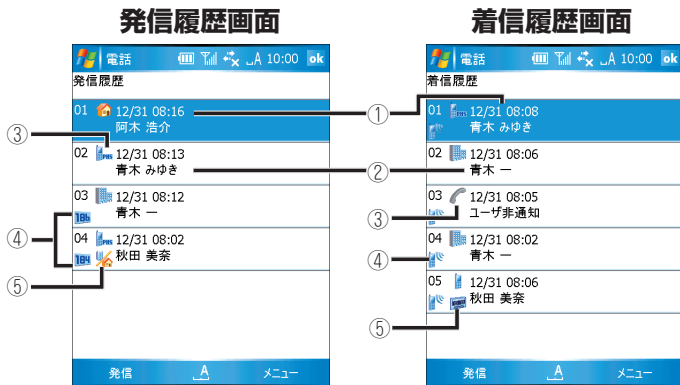 発信履歴画面
電話 A 10:00 ok
発信履歴
01 12/31 08:16
阿木 浩介
02 PHS 12/31 08:13
青木 みゆき
03 12/31 08:12
186 青木 一
04 PHS 12/31 08:02
184 秋田 美奈
発信 A メニュー
③
④
⑤
①
②
着信履歴画面
電話 A 10:00 ok
着信履歴
01 PHS 12/31 08:08
青木 みゆき
02 12/31 08:06
青木 一
03 12/31 08:05
ユーザ非通知
04 12/31 08:02
青木 一
05 12/31 08:06
秋田 美奈
発信 A メニュー
③
④
⑤